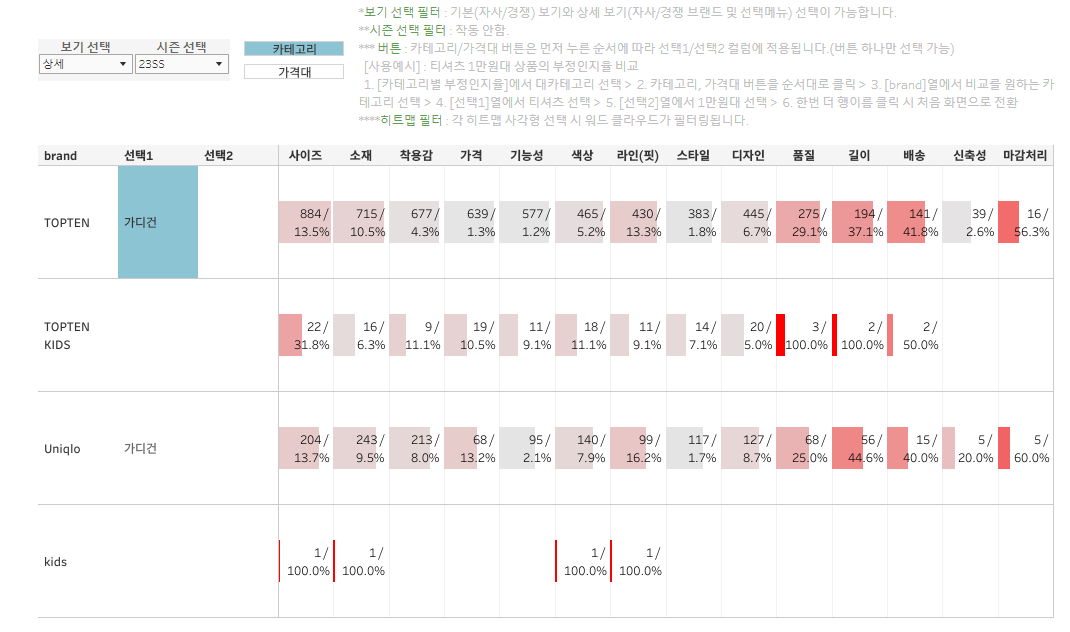 *보기 선택 필터 : 기본(자사/경쟁) 보기와 상세 보기(자사/경쟁 브랜드 및 선택메뉴) 선택이 가능합니다.
**시즌 선택 필터 : 작동 안함.
*** 버튼 : 카테고리/가격대 버튼은 먼저 누른 순서에 따라 선택1/선택2 컬럼에 적용됩니다.(버튼 하나만 선택 가능)
[사용예시] : 티셔츠 1만원대 상품의 부정인지율 비교
1. [카테고리별 부정인지율]에서 대카테고리 선택 > 2. 카테고리, 가격대 버튼을 순서대로 클릭 > 3. [brand]열에서 비교를 원하는 카
테고리 선택 > 4. [선택1]열에서 티셔츠 선택 > 5. [선택2]열에서 1만원대 선택 > 6. 한번 더 행이름 클릭 시 처음 화면으로 전환
****히트맵 필터 : 각 히트맵 사각형 선택 시 워드 클라우드가 필터링됩니다.
보기 선택 시즌 선택
상세 23SS
카테고리
가격대
brand 선택1 선택2 사이즈 소재 착용감 가격 기능성 색상 라인(핏) 스타일 디자인 품질 길이 배송 신축성 마감처리
TOPTEN 가디건
884 / 715 / 677 / 639 / 577 / 465 / 430 / 383 / 445 / 275 / 194 / 141 / 39 / 16 /
13.5% 10.5% 4.3% 1.3% 1.2% 5.2% 13.3% 1.8% 6.7% 29.1% 37.1% 41.8% 2.6% 56.3%
TOPTEN
KIDS
22 / 16 / 9 / 19 / 11 / 18 / 11 / 14 / 20 / 3 / 2 / 2 /
31.8% 6.3% 11.1% 10.5% 9.1% 11.1% 9.1% 7.1% 5.0% 100.0% 100.0% 50.0%
Uniqlo 가디건
204 / 243 / 213 / 68 / 95 / 140 / 99 / 117 / 127 / 68 / 56 / 15 / 5 / 5 /
13.7% 9.5% 8.0% 13.2% 2.1% 7.9% 16.2% 1.7% 8.7% 25.0% 44.6% 40.0% 20.0% 60.0%
kids
1 / 1 / 1 / 1 /
100.0% 100.0% 100.0% 100.0%